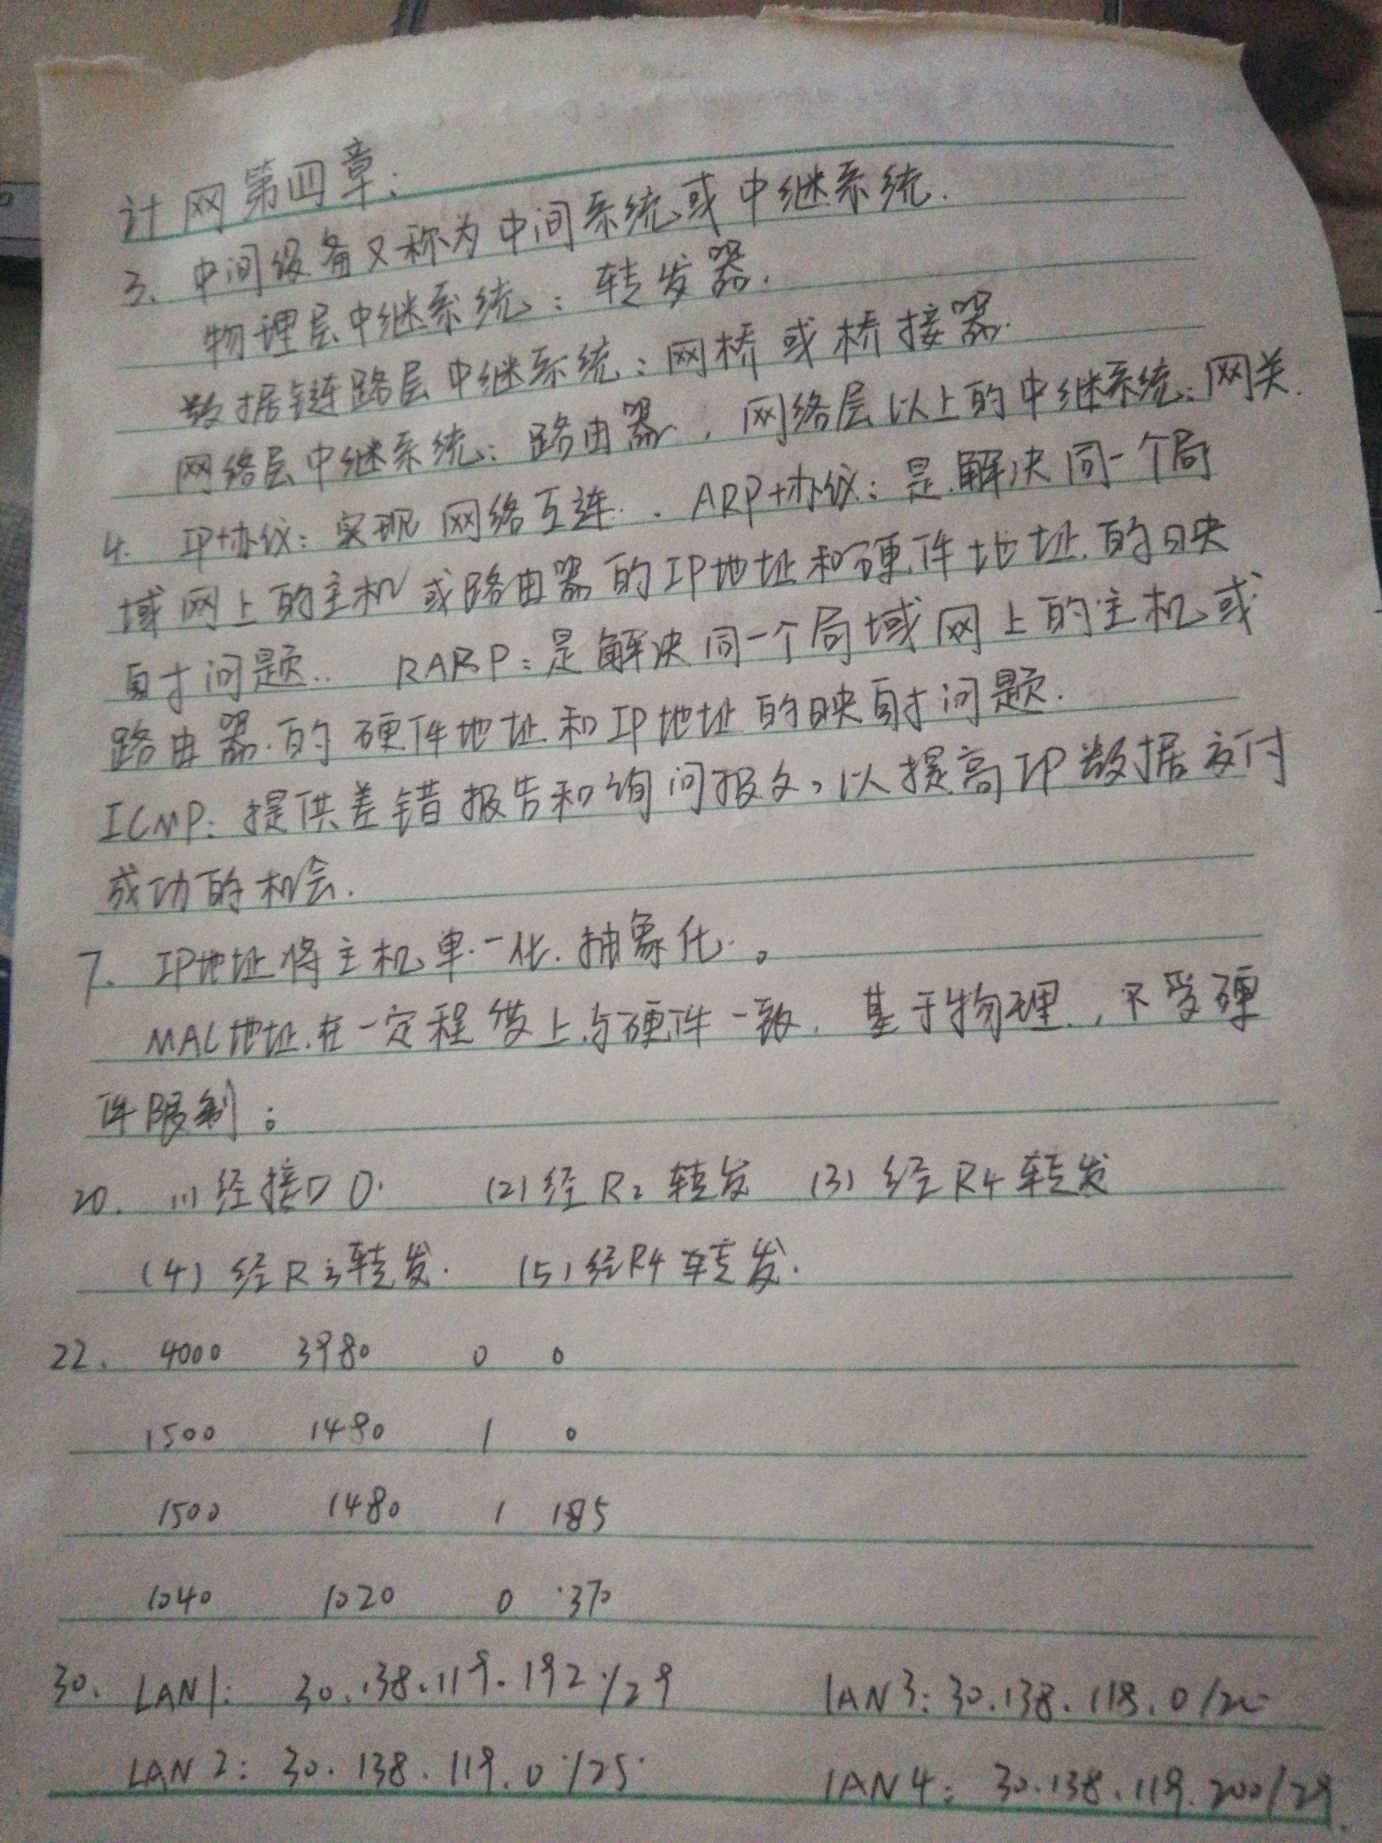 计网第四章:
3. 中间设备又称为中间系统或中继系统.
物理层中继系统: 转发器.
数据链路层中继系统: 网桥或桥接器.
网络层中继系统: 路由器, 网络层以上的中继系统: 网关.
4. IP协议: 实现网络互连. ARP协议: 是解决同一个局
域网上的主机或路由器的IP地址和硬件地址的映
射问题. RARP: 是解决同一个局域网上的主机或
路由器的硬件地址和IP地址的映射问题.
ICMP: 提供差错报告和询问报文, 以提高IP数据交付
成功的机会.
7. IP地址将主机单一化.抽象化.。
MAC地址在一定程度上与硬件一致. 基于物理, 不受硬
件限制;
20. (1)经接口0. (2)经R2转发 (3) 经R4转发
(4) 经R3转发. (5)经R4转发.
22. 4000 3980 0 0
1500 1480 1 0
1500 1480 1 185
1040 1020 0 370
30. LAN1: 30.138.119.192/29 LAN3: 30.138.118.0/
LAN2: 30.138.119.0/25 LAN4: 30.138.119.200/29